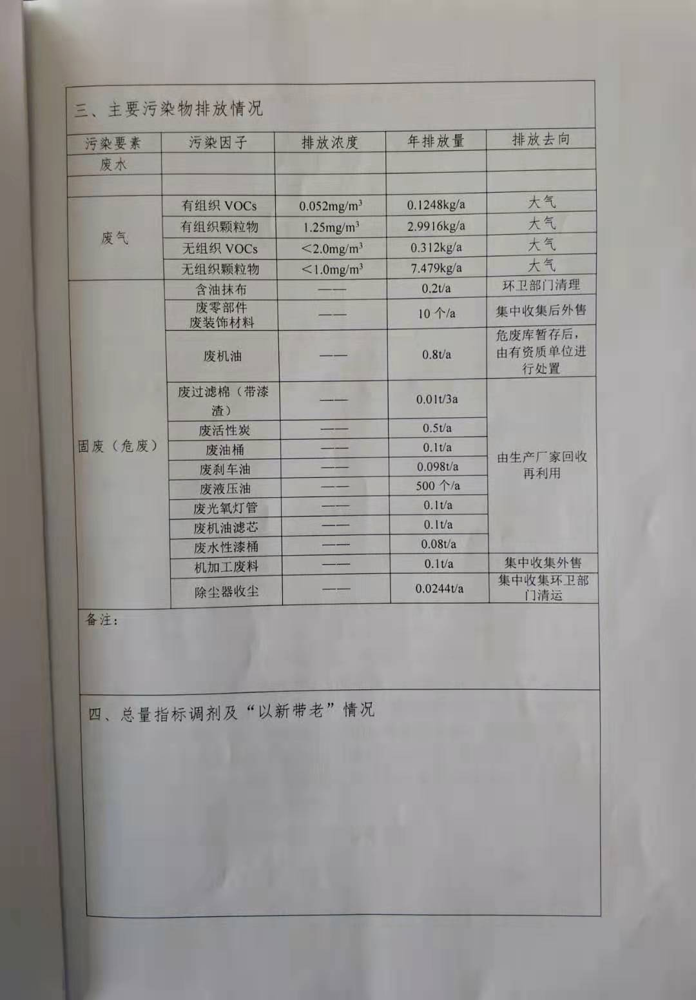 三、主要污染物排放情况
污染要素 污染因子 排放浓度 年排放量 排放去向
废水
废气
有组织 VOCs 0.052mg/m³ 0.1248kg/a 大气
有组织颗粒物 1.25mg/m³ 2.9916kg/a 大气
无组织 VOCs ＜2.0mg/m³ 0.312kg/a 大气
无组织颗粒物 ＜1.0mg/m³ 7.479kg/a 大气
固废（危废）
含油抹布 —— 0.2t/a 环卫部门清理
废零部件
废装饰材料 —— 10 个/a 集中收集后外售
废机油 —— 0.8t/a
危废库暂存后，
由有资质单位进
行处置
废过滤棉（带漆
渣） —— 0.01t/3a
废活性炭 —— 0.5t/a
废油桶 —— 0.1t/a
由生产厂家回收
再利用
废刹车油 —— 0.098t/a
废液压油 —— 500 个/a
废光氧灯管 —— 0.1t/a
废机油滤芯 —— 0.1t/a
废水性漆桶 —— 0.08t/a
机加工废料 —— 0.1t/a 集中收集外售
除尘器收尘 —— 0.0244t/a
集中收集环卫部
门清运
备注：
四、总量指标调剂及“以新带老”情况